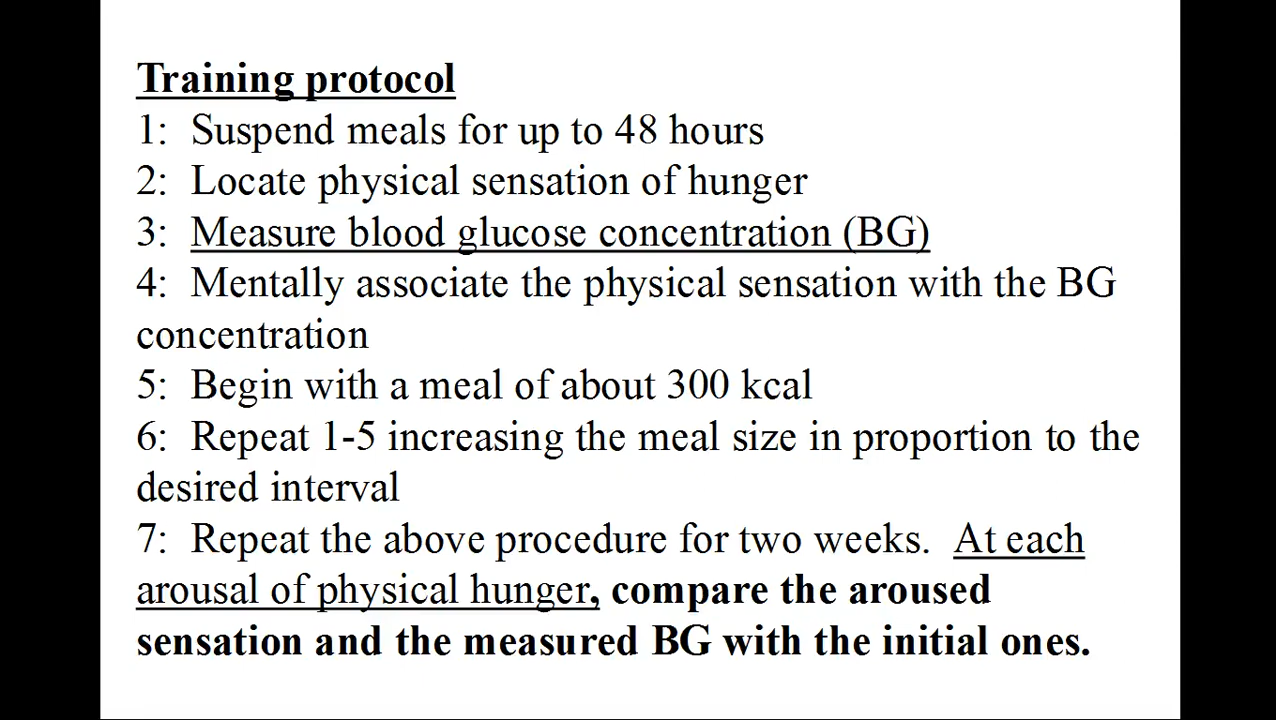 Training protocol
1: Suspend meals for up to 48 hours
2: Locate physical sensation of hunger
3: Measure blood glucose concentration (BG)
4: Mentally associate the physical sensation with the BG
concentration
5: Begin with a meal of about 300 kcal
6: Repeat 1-5 increasing the meal size in proportion to the
desired interval
7: Repeat the above procedure for two weeks. At each
arousal of physical hunger, compare the aroused
sensation and the measured BG with the initial ones.